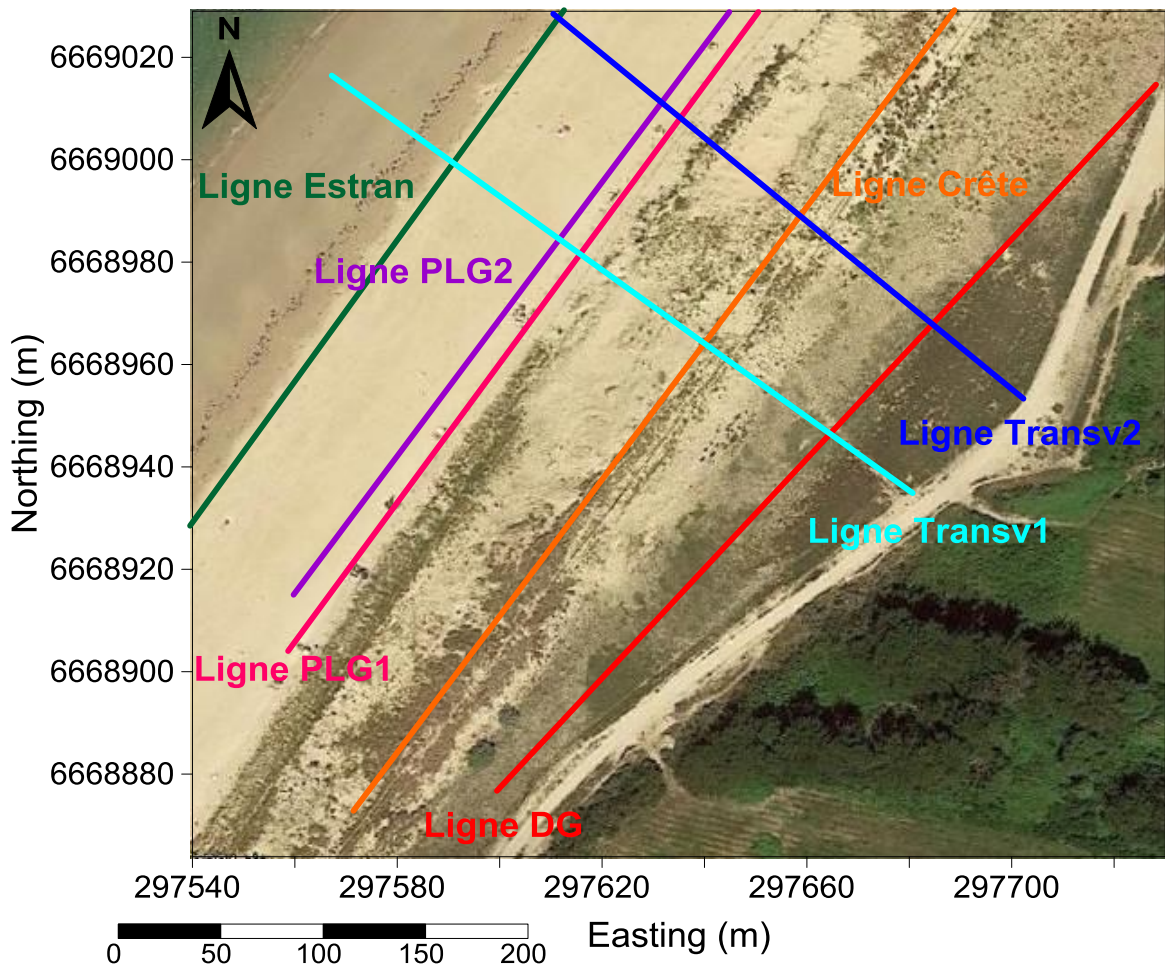 N
6669020
6669000
Ligne Estran
Ligne Crête
6668980
Ligne PLG2
6668960
Ligne Transv2
6668940
Ligne Transv1
6668920
6668900
Ligne PLG1
6668880
Ligne DG
Northing (m)
297540
297580
297620
297660
297700
0
50
100
150
200
Easting (m)